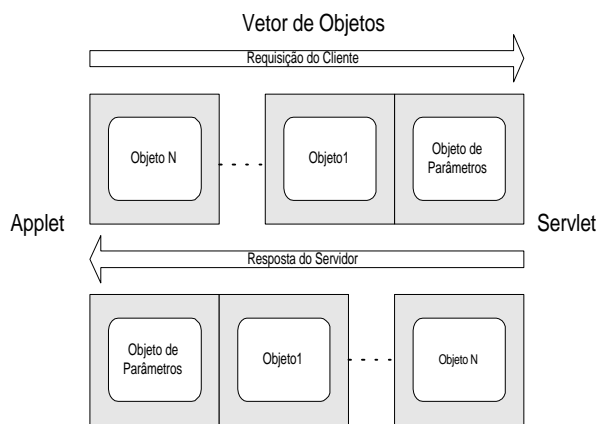 Vetor de Objetos
Requisição do Cliente
Objeto N
Objeto1
Objeto de
Parâmetros
Applet
Servlet
Resposta do Servidor
Objeto de
Parâmetros
Objeto1
Objeto N